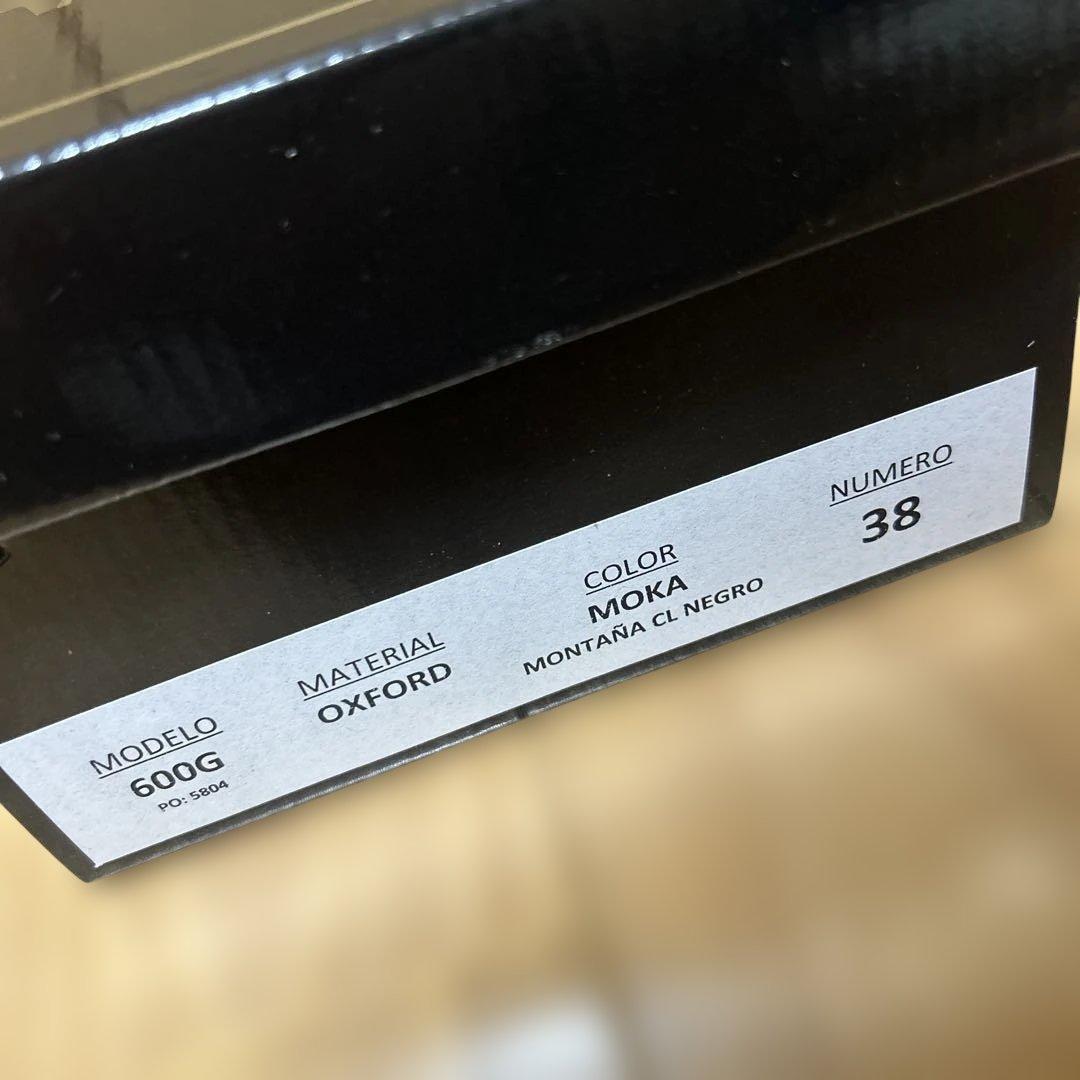 MODELO
600G
PO: 5804
MATERIAL
OXFORD
COLOR
MOKA
MONTAÑA CL NEGRO
NUMERO
38